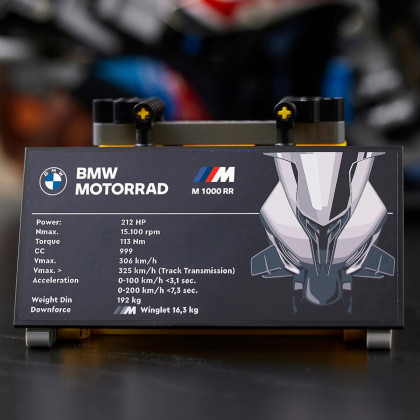 BMW
BMW
MOTORRAD
M
M 1000 RR
Power: 212 HP
Nmax. 15.100 rpm
Torque 113 Nm
CC 999
Vmax. 306 km/h
Vmax. > 325 km/h (Track Transmission)
Acceleration 0-100 km/h <3,1 sec.
0-200 km/h <7,3 sec.
Weight Din 192 kg
Downforce M Winglet 16,3 kg